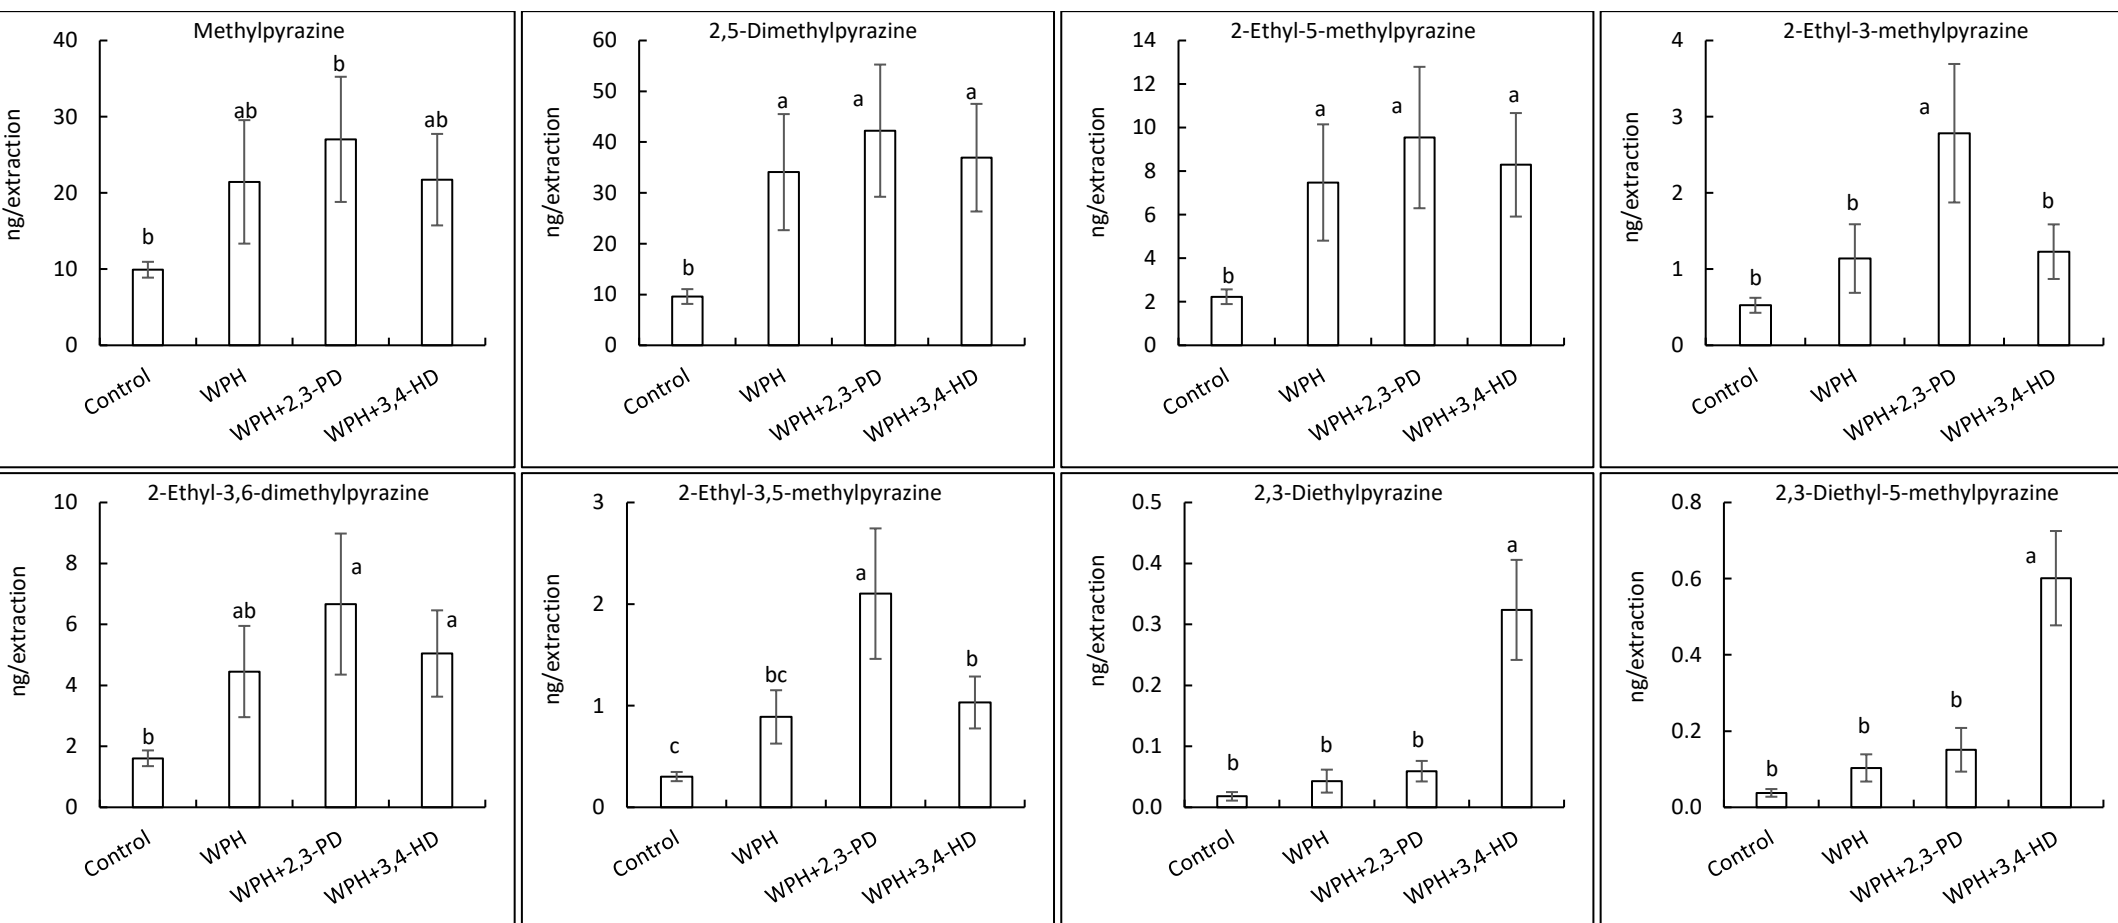 Methylpyrazine
ng/extraction
40
30
20
10
0
b
ab
b
ab
Control
WPH
WPH+2,3-PD
WPH+3,4-HD
2,5-Dimethylpyrazine
ng/extraction
60
50
40
30
20
10
0
b
a
a
a
Control
WPH
WPH+2,3-PD
WPH+3,4-HD
2-Ethyl-5-methylpyrazine
ng/extraction
14
12
10
8
6
4
2
0
b
a
a
a
Control
WPH
WPH+2,3-PD
WPH+3,4-HD
2-Ethyl-3-methylpyrazine
ng/extraction
4
3
2
1
0
b
b
a
b
Control
WPH
WPH+2,3-PD
WPH+3,4-HD
2-Ethyl-3,6-dimethylpyrazine
ng/extraction
10
8
6
4
2
0
b
ab
a
a
Control
WPH
WPH+2,3-PD
WPH+3,4-HD
2-Ethyl-3,5-methylpyrazine
ng/extraction
3
2
1
0
c
bc
a
b
Control
WPH
WPH+2,3-PD
WPH+3,4-HD
2,3-Diethylpyrazine
ng/extraction
0.5
0.4
0.3
0.2
0.1
0.0
b
b
b
a
Control
WPH
WPH+2,3-PD
WPH+3,4-HD
2,3-Diethyl-5-methylpyrazine
ng/extraction
0.8
0.6
0.4
0.2
0.0
b
b
b
a
Control
WPH
WPH+2,3-PD
WPH+3,4-HD